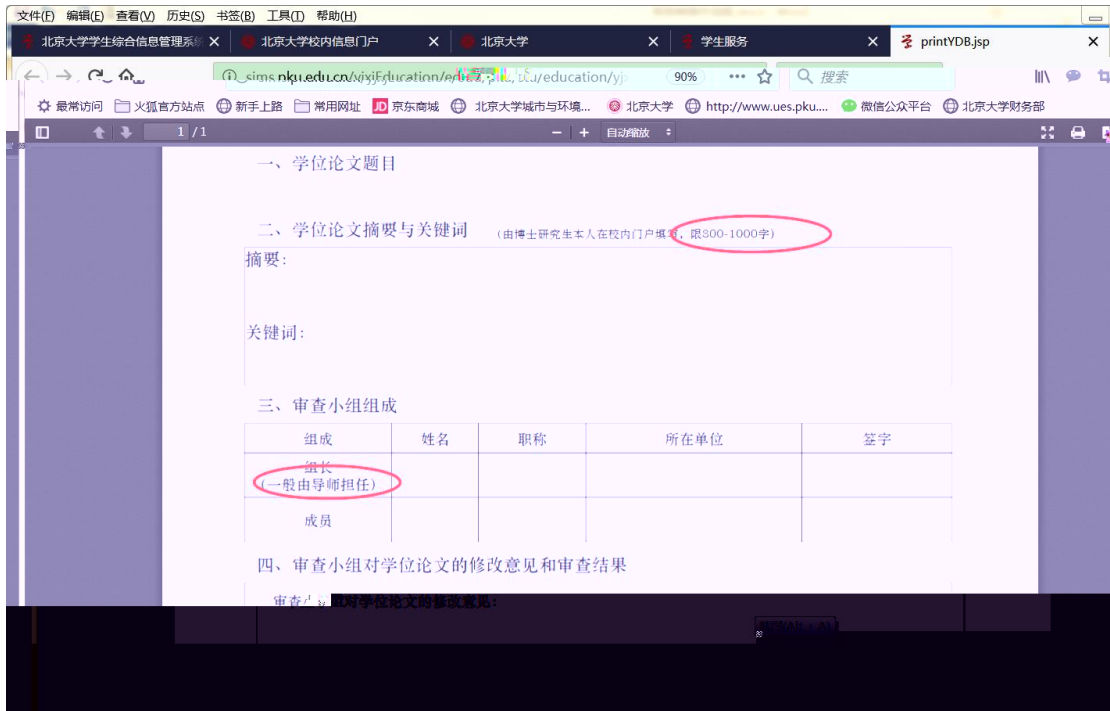 文件(F) 编辑(E) 查看(V) 历史(S) 书签(B) 工具(T) 帮助(H)
北京大学学生综合信息管理系统 北京大学校内信息门户 北京大学 学生服务 printYDB.jsp
90% 搜索
最常访问 火狐官方站点 新手上路 常用网址 JD 京东商城 北京大学城市与环境... 北京大学 http://www.ues.pku.... 微信公众平台 北京大学财务部
1 / 1 自动缩放
一、学位论文题目
二、学位论文摘要与关键词 (由博士研究生本人在校内门户填写，限800-1000字)
摘要:
关键词:
三、审查小组组成
组成 姓名 职称 所在单位 签字
组长
(一般由导师担任)
成员
四、审查小组对学位论文的修改意见和审查结果
审查小组对学位论文的修改意见: